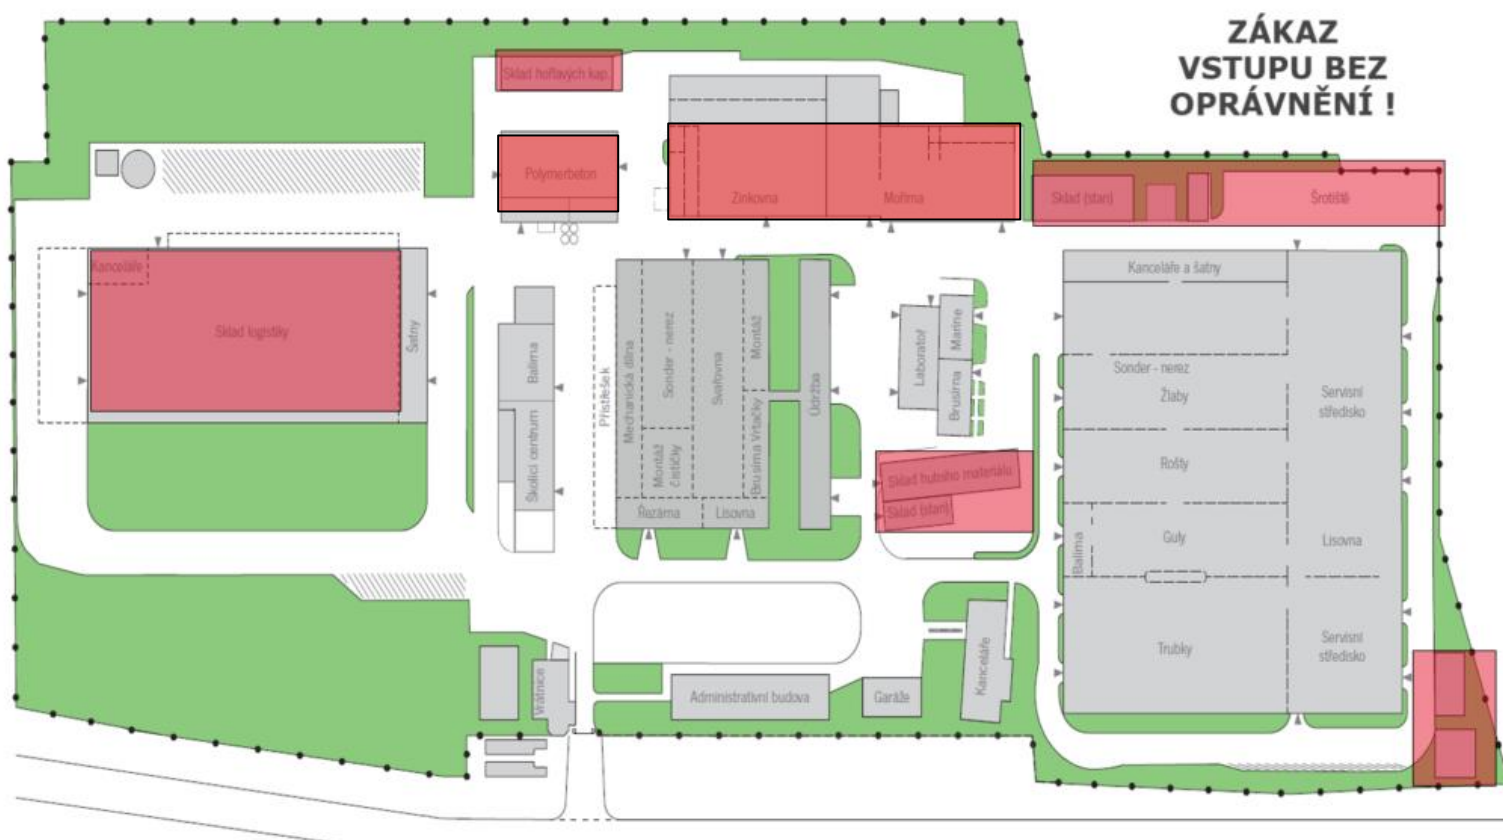 ZÁKAZ
VSTUPU BEZ
OPRÁVNĚNÍ !
Sklad hořlavých kap.
Polymerbeton
Zinkovna
Mořírna
Sklad (stan)
Šrotiště
Kanceláře
Sklad logistiky
Šatny
Balírna
Školící centrum
Přístřešek
Mechanická dílna
Sonder - nerez
Montáž
čističky
Svařovna
Montáž
Brusírna Vrtačky
Řezárna
Lisovna
Údržba
Laboratoř
Marine
Brusírna
Sklad hutního materiálu
Sklad (stan)
Kanceláře a šatny
Sonder - nerez
Žlaby
Servisní
středisko
Rošty
Balírna
Guly
Lisovna
Trubky
Servisní
středisko
Vrátnice
Administrativní budova
Garáže
Kanceláře